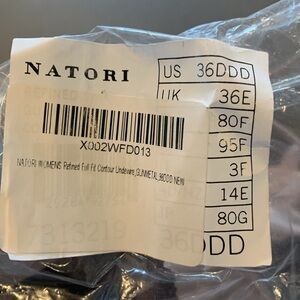 NATORI
US 36DDD
UK 36E
80F
95F
3F
14E
80G
X002WFD013
NATORI WOMENS Refined Full Fit Contour Underwire,GUNMETAL,36DDD NEW
7313219 36DDD